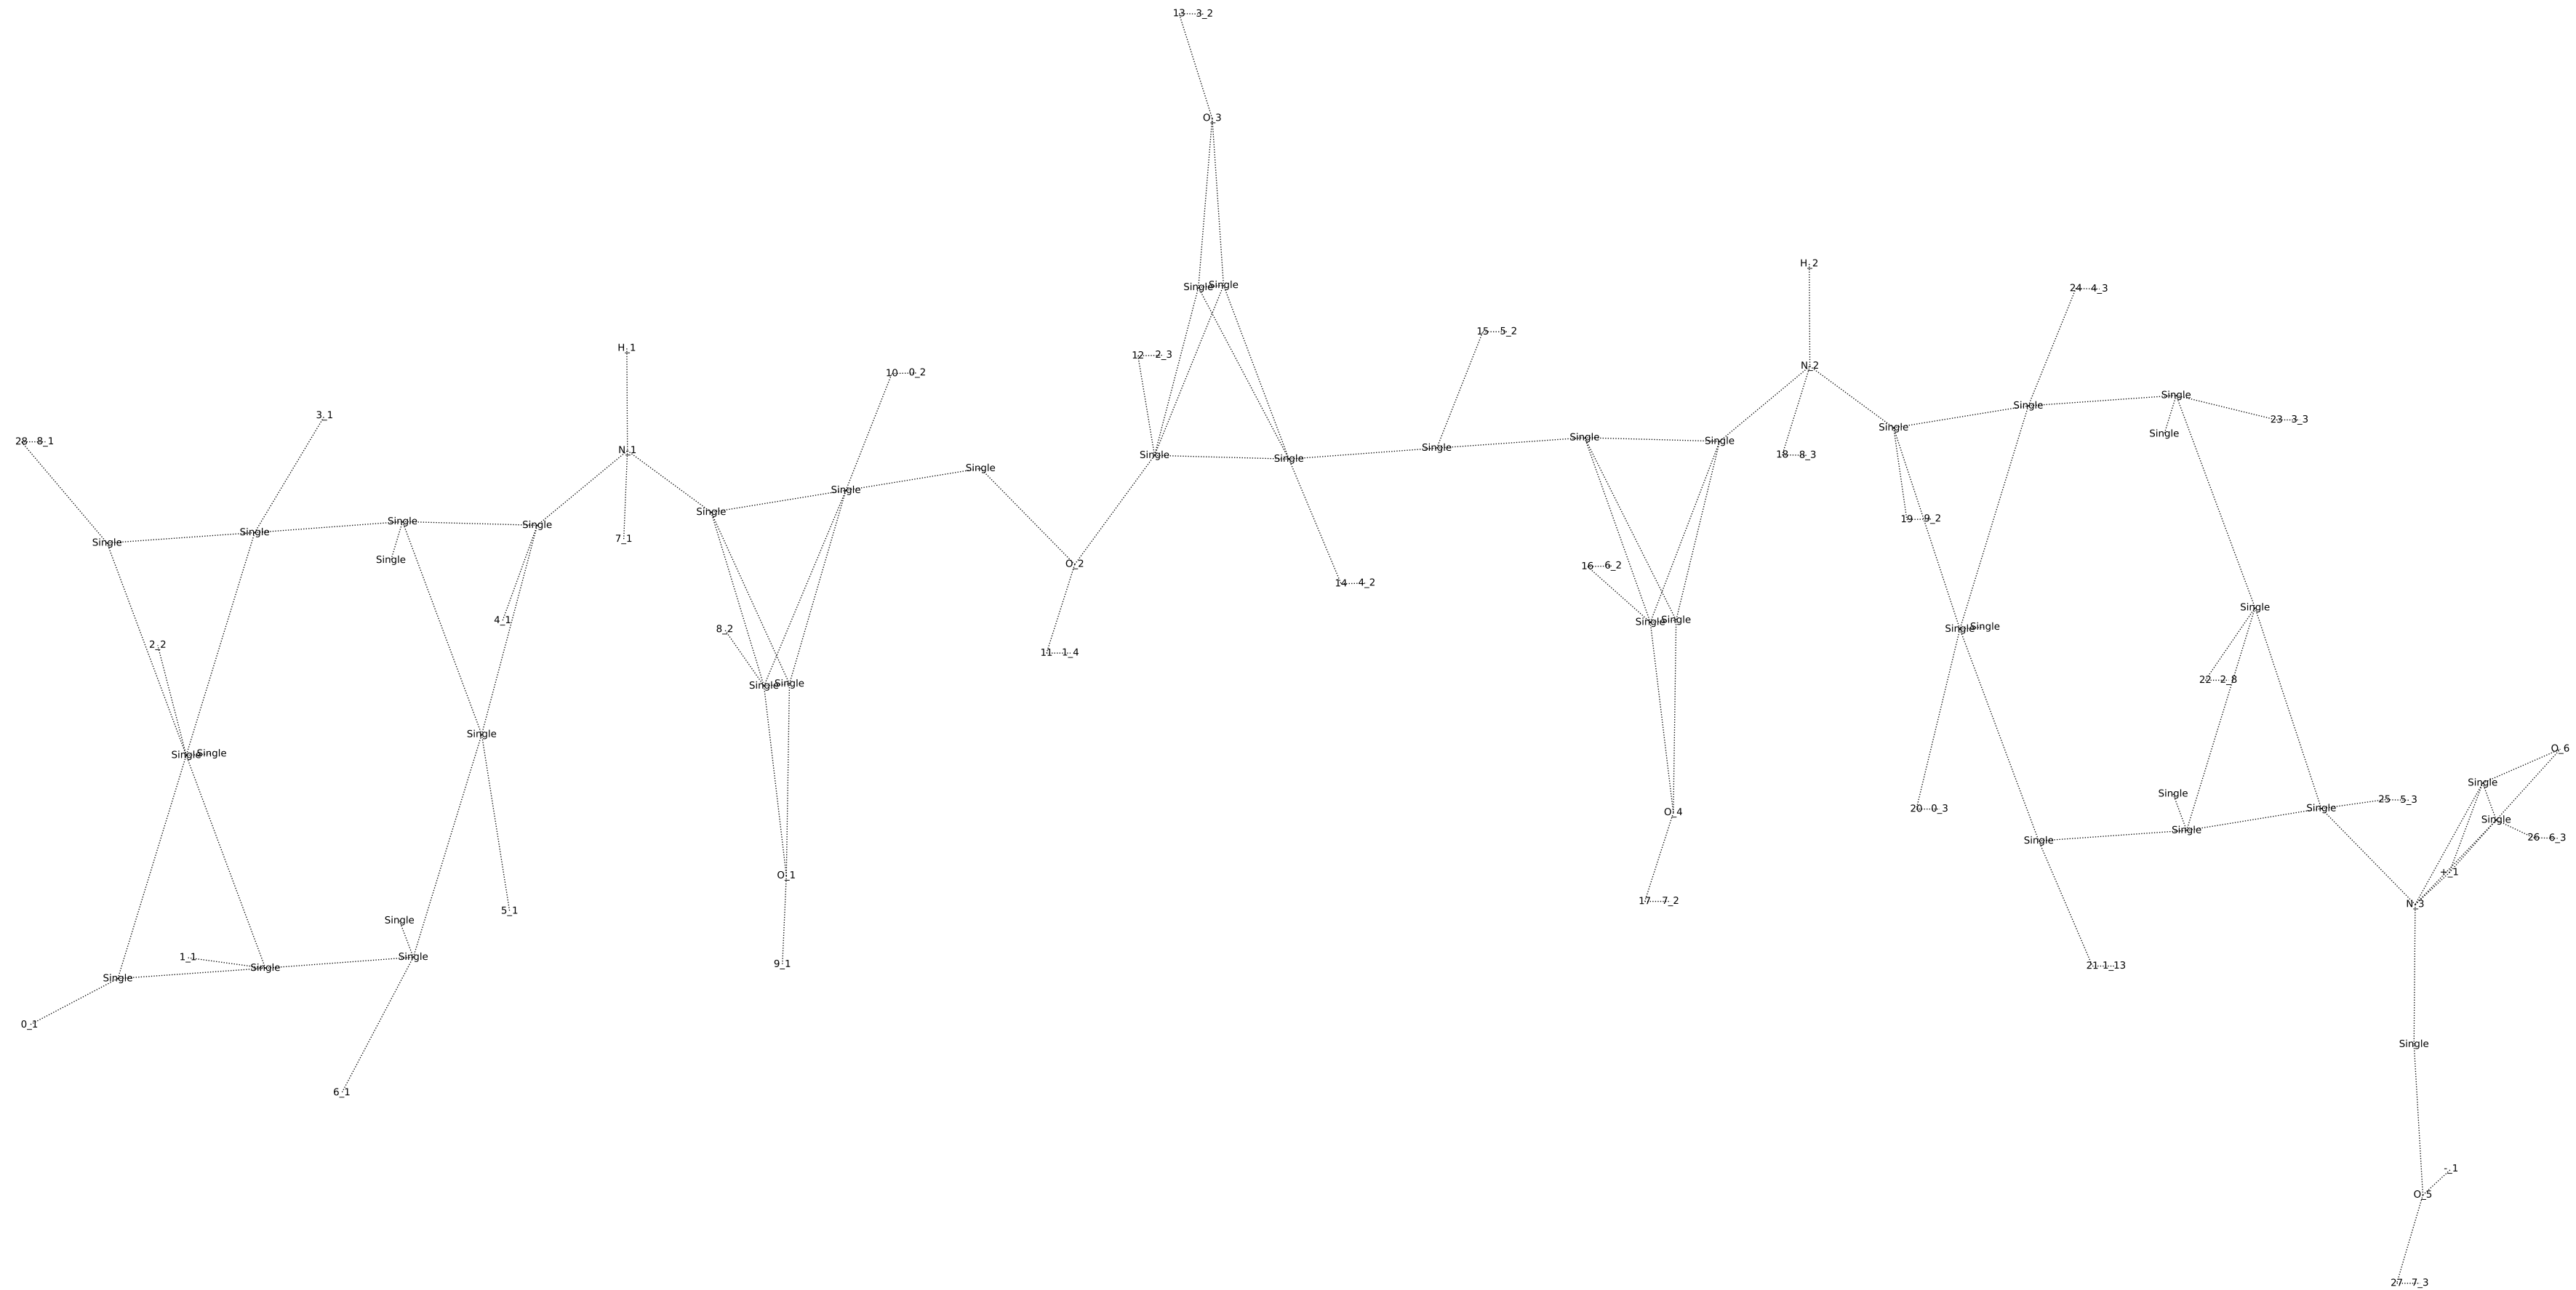 13 3_2
O_3
H_2
Single Single
24 4_3
15 5_2
H_1
12 2_3
N_2
10 0_2
Single
Single
3_1
23 3_3
Single
Single
Single
28 8_1
Single
Single
Single
N_1
18 8_3
Single
Single
Single
Single
Single
Single
19 9_2
Single
Single
Single
Single
7_1
Single
Single
O_2
16 6_2
14 4_2
Single
4_1
Single Single
8_2
Single Single
2_2
11 1_4
22 2_8
Single Single
Single
O_6
Single Single
Single
Single
25 5_3
20 0_3
Single
O_4
Single
Single
26 6_3
Single
+_1
O_1
17 7_2
N_3
5_1
Single
1_1
Single
9_1
21 1_13
Single
Single
0_1
Single
6_1
-_1
O_5
27 7_3